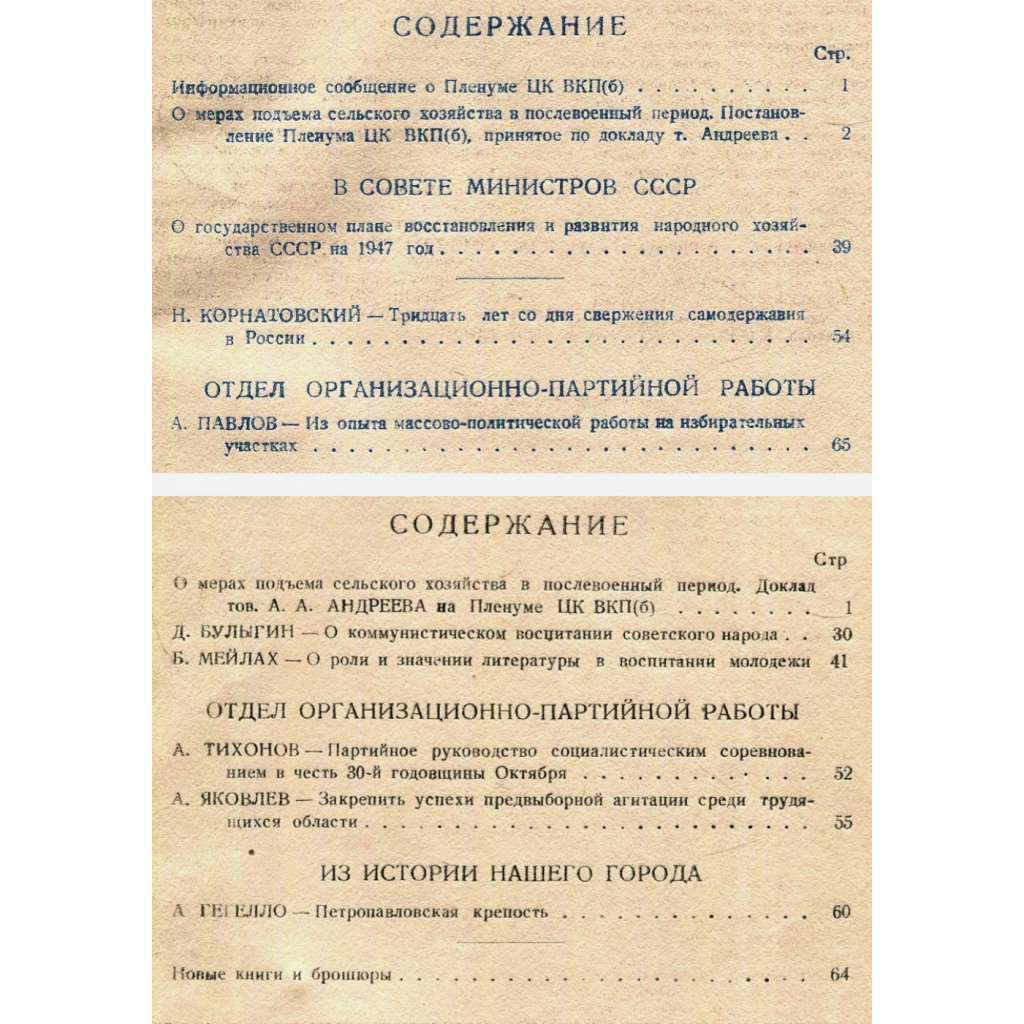 СОДЕРЖАНИЕ
Стр.
Информационное сообщение о Пленуме ЦК ВКП(б) . . . . . . . . . . 1
О мерах подъема сельского хозяйства в послевоенный период. Постанов-
ление Пленума ЦК ВКП(б), принятое по докладу т. Андреева . . 2
В СОВЕТЕ МИНИСТРОВ СССР
О государственном плане восстановления и развития народного хозяй-
ства СССР на 1947 год . . . . . . . . . . . . . . . . . . . . 39
Н. КОРНАТОВСКИЙ — Тридцать лет со дня свержения самодержавия
в России . . . . . . . . . . . . . . . . . . . . . . . . . 54
ОТДЕЛ ОРГАНИЗАЦИОННО-ПАРТИЙНОЙ РАБОТЫ
А. ПАВЛОВ — Из опыта массово-политической работы на избирательных
участках . . . . . . . . . . . . . . . . . . . . . . . . . 65
СОДЕРЖАНИЕ
Стр
О мерах подъема сельского хозяйства в послевоенный период. Доклад
тов. А. А. АНДРЕЕВА на Пленуме ЦК ВКП(б) . . . . . . . . 1
Д. БУЛЫГИН — О коммунистическом воспитании советского народа . . 30
Б. МЕЙЛАХ — О роли и значении литературы в воспитании молодежи 41
ОТДЕЛ ОРГАНИЗАЦИОННО-ПАРТИЙНОЙ РАБОТЫ
А. ТИХОНОВ — Партийное руководство социалистическим соревнова-
нием в честь 30-й годовщины Октября . . . . . . . . . . . . 52
А. ЯКОВЛЕВ — Закрепить успехи предвыборной агитации среди трудя-
щихся области . . . . . . . . . . . . . . . . . . . . . . . 55
ИЗ ИСТОРИИ НАШЕГО ГОРОДА
А ГЕГЕЛЛО — Петропавловская крепость . . . . . . . . . . . . . 60
Новые книги и брошюры . . . . . . . . . . . . . . . . . . . . . 64